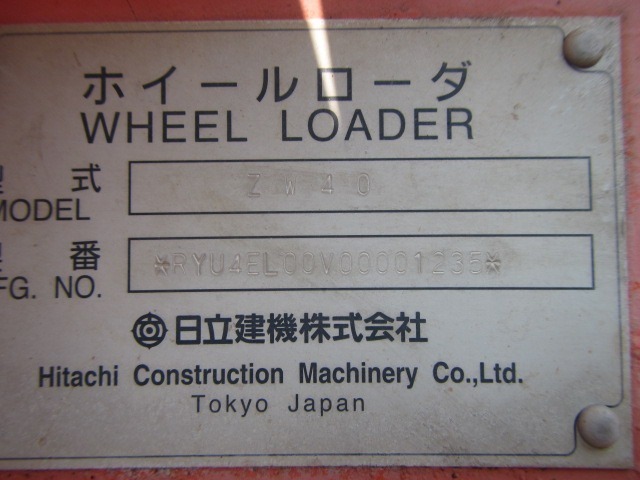 ホイールローダ
WHEEL LOADER
型式 ZW40
MODEL
番 *RYU4EL00V00001235*
FG. NO.
日立建機株式会社
Hitachi Construction Machinery Co.,Ltd.
Tokyo Japan